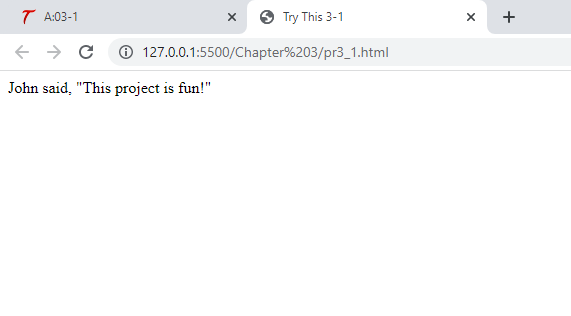 A:03-1
Try This 3-1
127.0.0.1:5500/Chapter%203/pr3_1.html
John said, "This project is fun!"